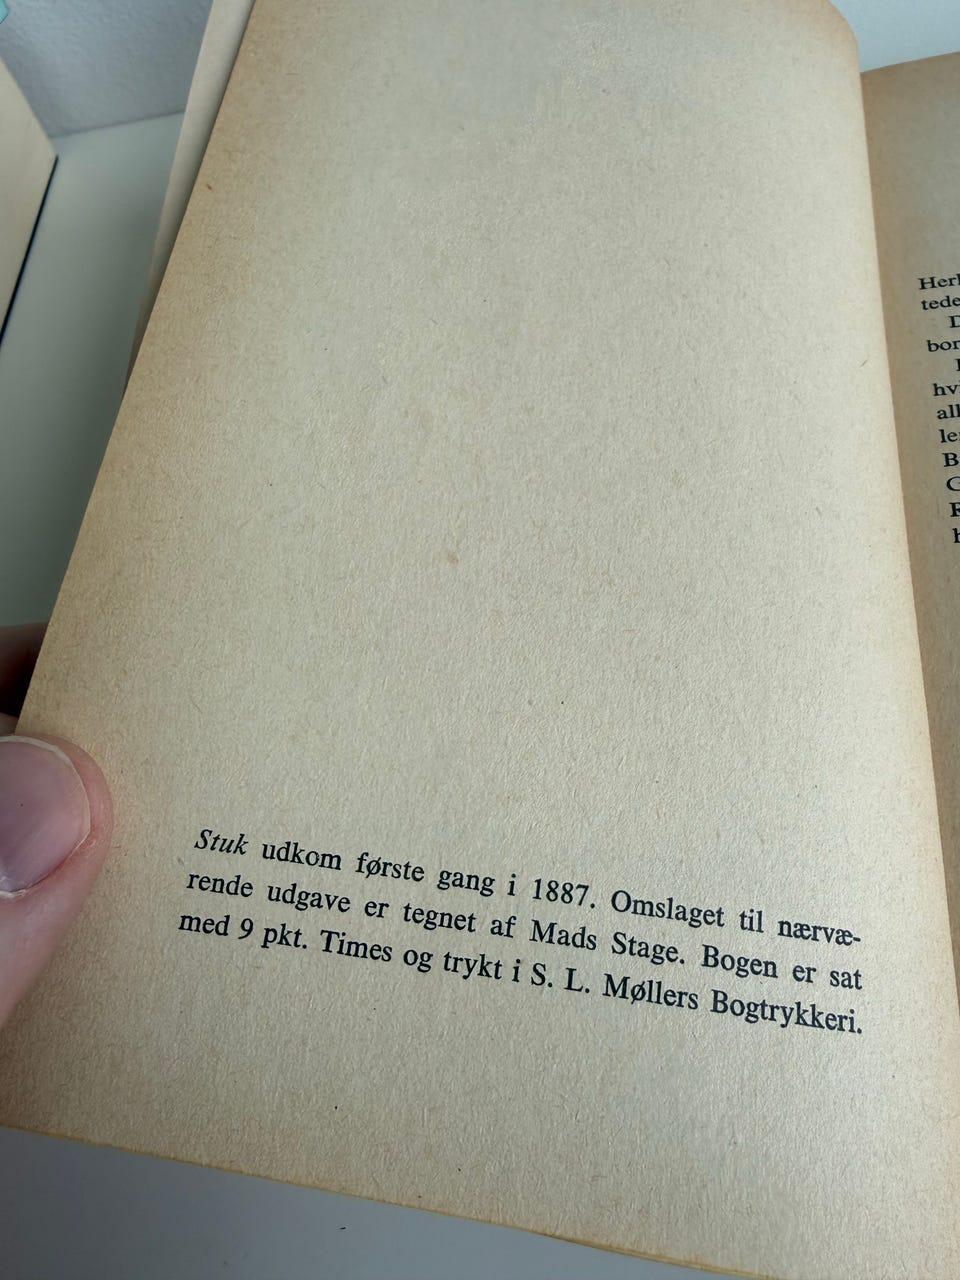 Stuk udkom første gang i 1887. Omslaget til nærvæ-
rende udgave er tegnet af Mads Stage. Bogen er sat
med 9 pkt. Times og trykt i S. L. Møllers Bogtrykkeri.